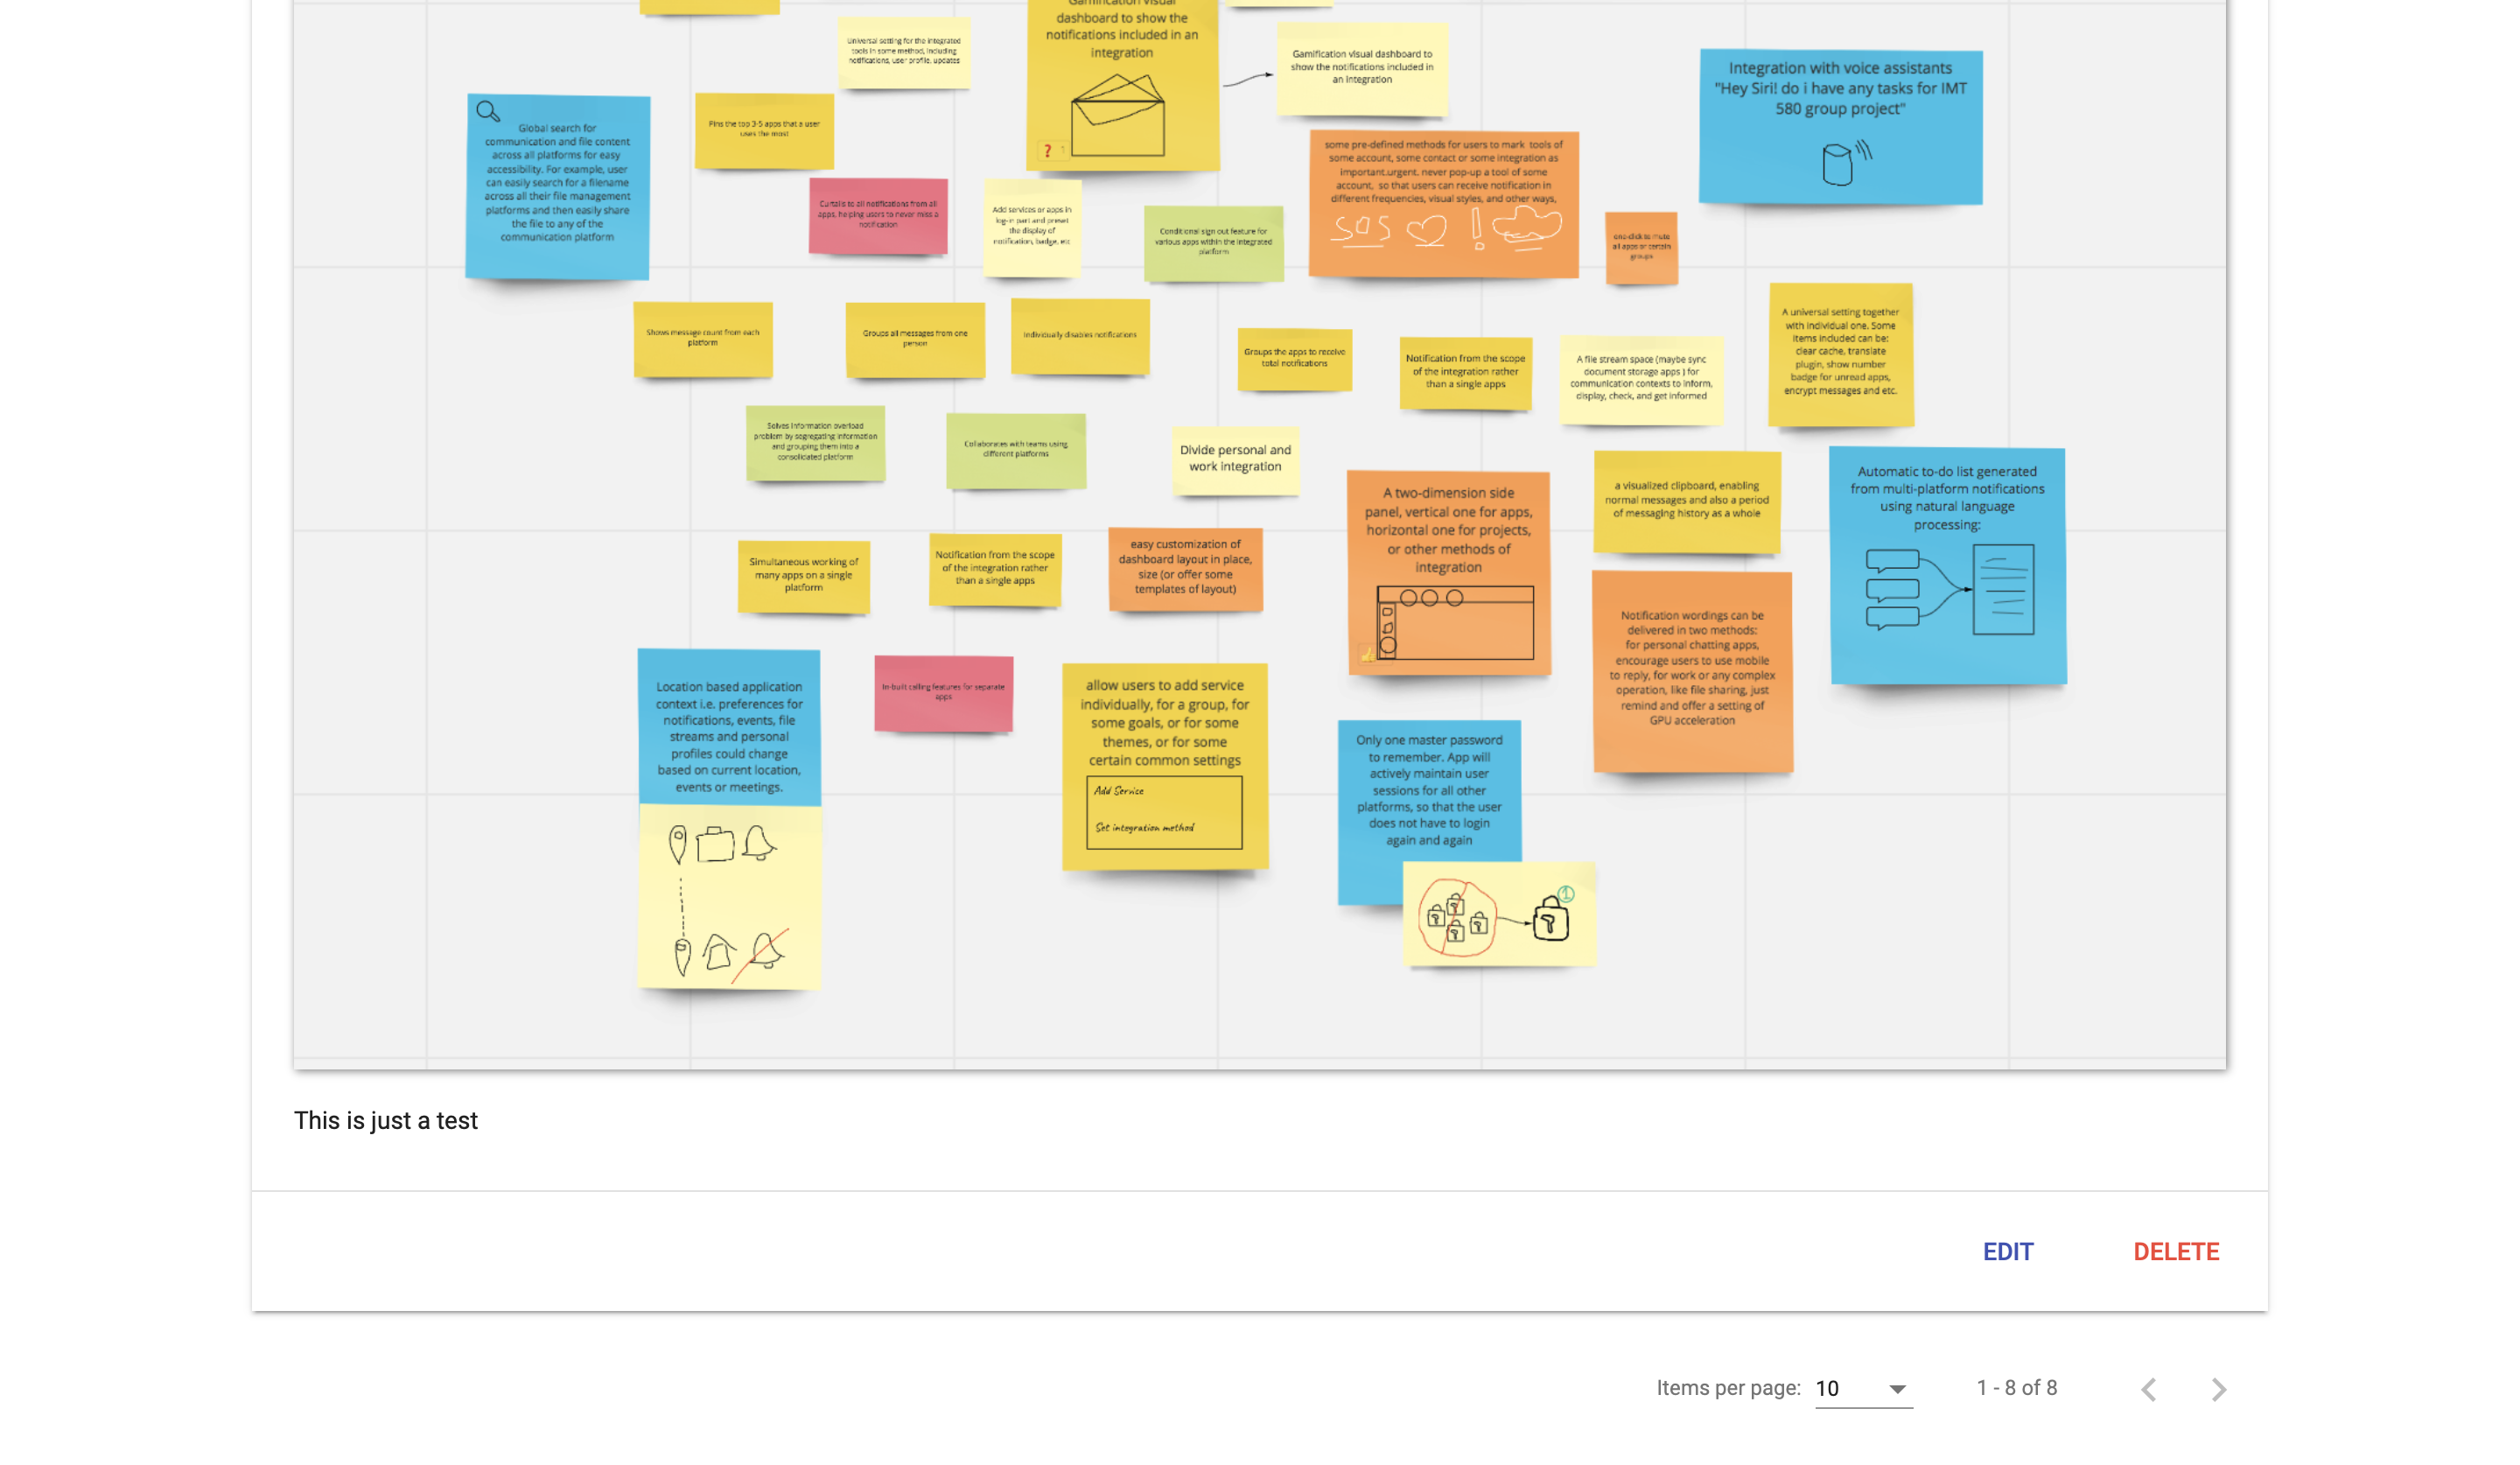 Gamification visual
dashboard to show the
notifications included in an
integration
?
Universal setting for the integrated
tools in some method, including
notifications, user profile, updates
Gamification visual dashboard to
show the notifications included in
an integration
Integration with voice assistants
"Hey Siri! do i have any tasks for IMT
580 group project"
Global search for
communication and file content
across all platforms for easy
accessibility. For example, user
can easily search for a filename
across all their file management
platforms and then easily share
the file to any of the
communication platform
Pins the top 3-5 apps that a user
uses the most
some pre-defined methods for users to mark tools of
some account, some contact or some integration as
important.urgent. never pop-up a tool of some
account, so that users can receive notification in
different frequencies, visual styles, and other ways,
SOS !
Curtails to all notifications from all
apps, helping users to never miss a
notification
Add services or apps in
log-in part and preset
the display of
notification, badge, etc
Conditional sign out feature for
various apps within the integrated
platform
one-click to mute
all apps or certain
groups
Shows message count from each
platform
Groups all messages from one
person
Individually disables notifications
Groups the apps to receive
total notifications
Notification from the scope
of the integration rather
than a single apps
A file stream space (maybe sync
document storage apps ) for
communication contexts to inform,
display, check, and get informed
A universal setting together
with individual one. Some
items included can be:
clear cache, translate
plugin, show number
badge for unread apps,
encrypt messages and etc.
Solves information overload
problem by segregating information
and grouping them into a
consolidated platform
Collaborates with teams using
different platforms
Divide personal and
work integration
A two-dimension side
panel, vertical one for apps,
horizontal one for projects,
or other methods of
integration
a visualized clipboard, enabling
normal messages and also a period
of messaging history as a whole
Automatic to-do list generated
from multi-platform notifications
using natural language
processing:
Simultaneous working of
many apps on a single
platform
Notification from the scope
of the integration rather
than a single apps
easy customization of
dashboard layout in place,
size (or offer some
templates of layout)
Notification wordings can be
delivered in two methods:
for personal chatting apps,
encourage users to use mobile
to reply, for work or any complex
operation, like file sharing, just
remind and offer a setting of
GPU acceleration
Location based application
context i.e. preferences for
notifications, events, file
streams and personal
profiles could change
based on current location,
events or meetings.
In-built calling features for separate
apps
allow users to add service
individually, for a group, for
some goals, or for some
themes, or for some
certain common settings
Add Service
Set integration method
Only one master password
to remember. App will
actively maintain user
sessions for all other
platforms, so that the user
does not have to login
again and again
1
This is just a test
EDIT DELETE
Items per page: 10 1 - 8 of 8